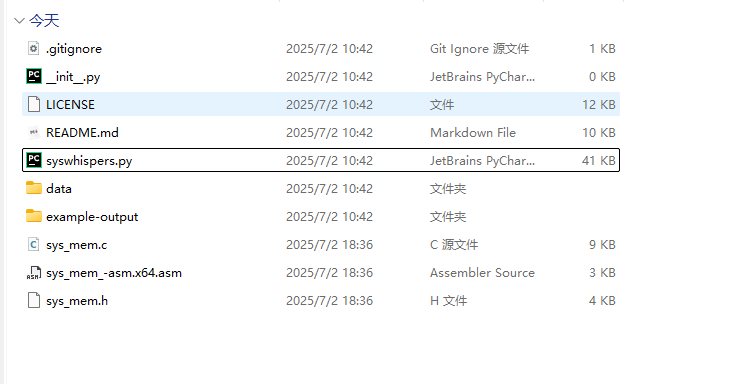 今天
.gitignore 2025/7/2 10:42 Git Ignore 源文件 1 KB
__init__.py 2025/7/2 10:42 JetBrains PyChar... 0 KB
LICENSE 2025/7/2 10:42 文件 12 KB
README.md 2025/7/2 10:42 Markdown File 10 KB
syswhispers.py 2025/7/2 10:42 JetBrains PyChar... 41 KB
data 2025/7/2 10:42 文件夹
example-output 2025/7/2 10:42 文件夹
sys_mem.c 2025/7/2 18:36 C 源文件 9 KB
sys_mem_-asm.x64.asm 2025/7/2 18:36 Assembler Source 3 KB
sys_mem.h 2025/7/2 18:36 H 文件 4 KB